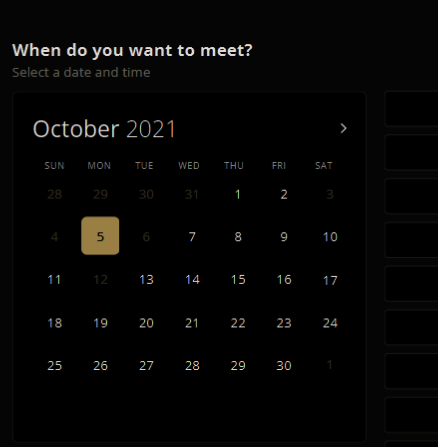 When do you want to meet?
Select a date and time
October 2021
SUN MON TUE WED THU FRI SAT
28 29 30 31 1 2 3
4 5 6 7 8 9 10
11 12 13 14 15 16 17
18 19 20 21 22 23 24
25 26 27 28 29 30 1